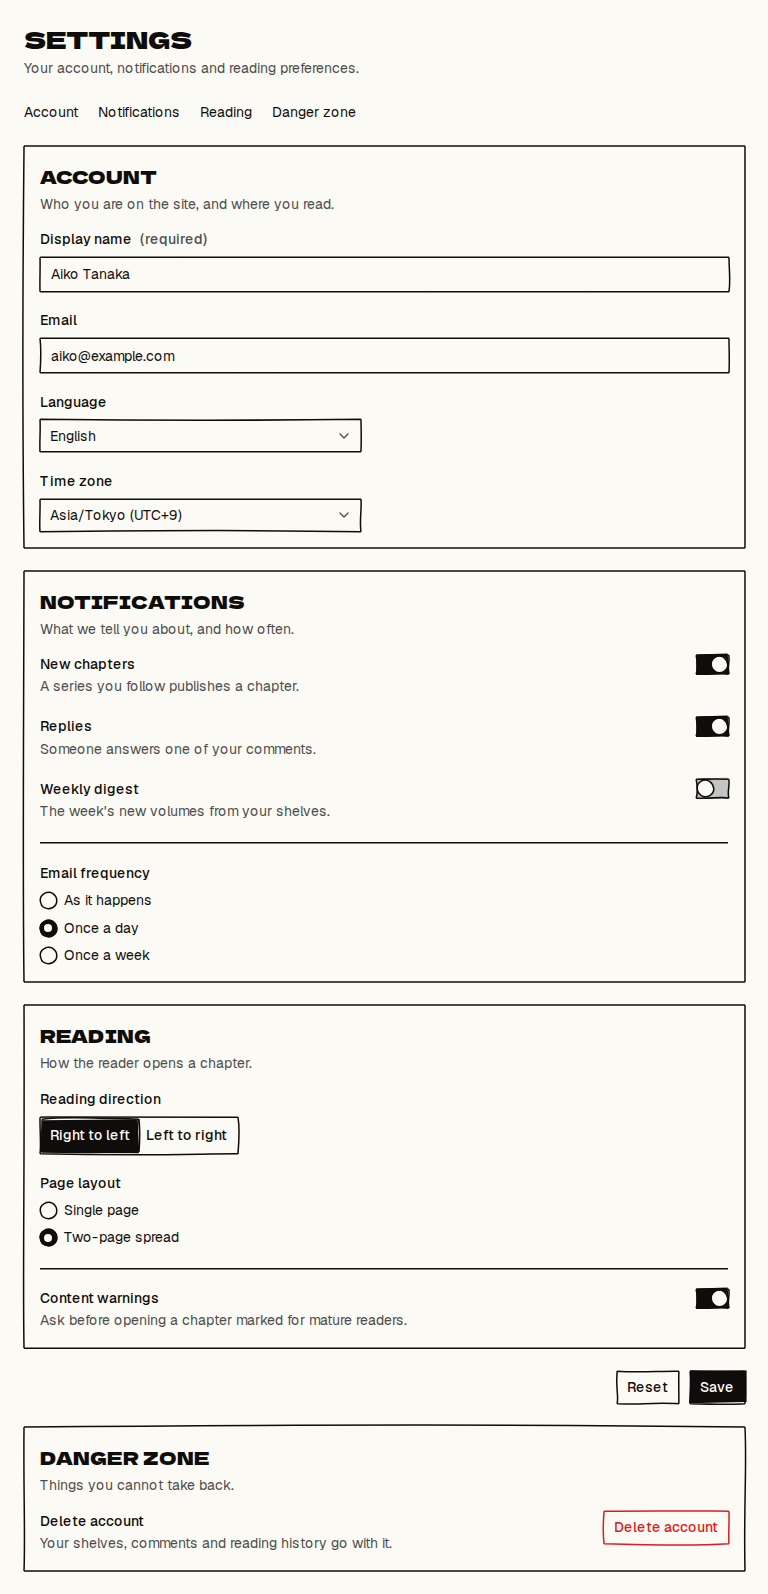 SETTINGS
Your account, notifications and reading preferences.
Account Notifications Reading Danger zone
ACCOUNT
Who you are on the site, and where you read.
Display name (required)
Aiko Tanaka
Email
aiko@example.com
Language
English
Time zone
Asia/Tokyo (UTC+9)
NOTIFICATIONS
What we tell you about, and how often.
New chapters
A series you follow publishes a chapter.
Replies
Someone answers one of your comments.
Weekly digest
The week's new volumes from your shelves.
Email frequency
As it happens
Once a day
Once a week
READING
How the reader opens a chapter.
Reading direction
Right to left Left to right
Page layout
Single page
Two-page spread
Content warnings
Ask before opening a chapter marked for mature readers.
Reset Save
DANGER ZONE
Things you cannot take back.
Delete account
Your shelves, comments and reading history go with it.
Delete account